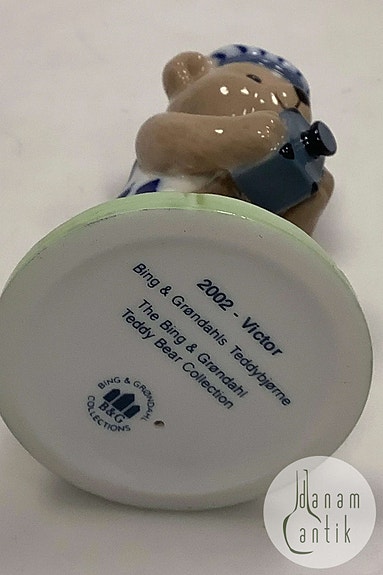 2002 - Victor
Bing & Grøndahls Teddybjørne
The Bing & Grøndahl
Teddy Bear Collection
BING & GRØNDAHL
B&G
COLLECTIONS
danam
antik